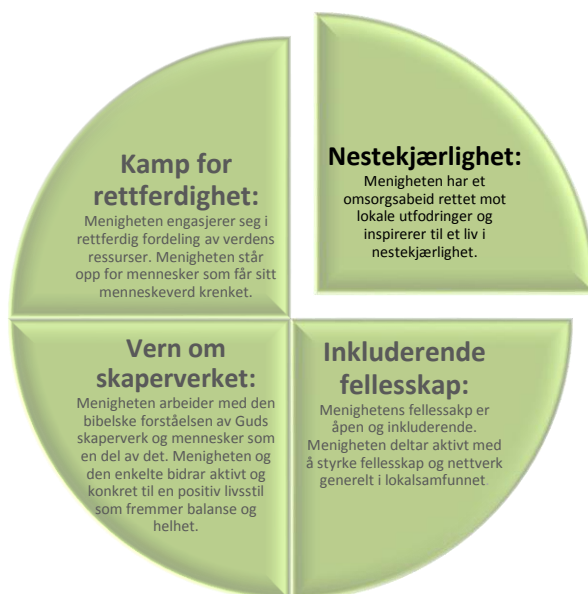 Kamp for
rettferdighet:
Menigheten engasjerer seg i
rettferdig fordeling av verdens
ressurser. Menigheten står
opp for mennesker som får sitt
menneskeverd krenket.
Nestekjærlighet:
Menigheten har et
omsorgsabeid rettet mot
lokale utfodringer og
inspirerer til et liv i
nestekjærlighet.
Vern om
skaperverket:
Menigheten arbeider med den
bibelske forståelsen av Guds
skaperverk og mennesker som
en del av det. Menigheten og
den enkelte bidrar aktivt og
konkret til en positiv livsstil
som fremmer balanse og
helhet.
Inkluderende
fellesskap:
Menighetens fellessakp er
åpen og inkluderende.
Menigheten deltar aktivt med
å styrke fellesskap og nettverk
generelt i lokalsamfunnet